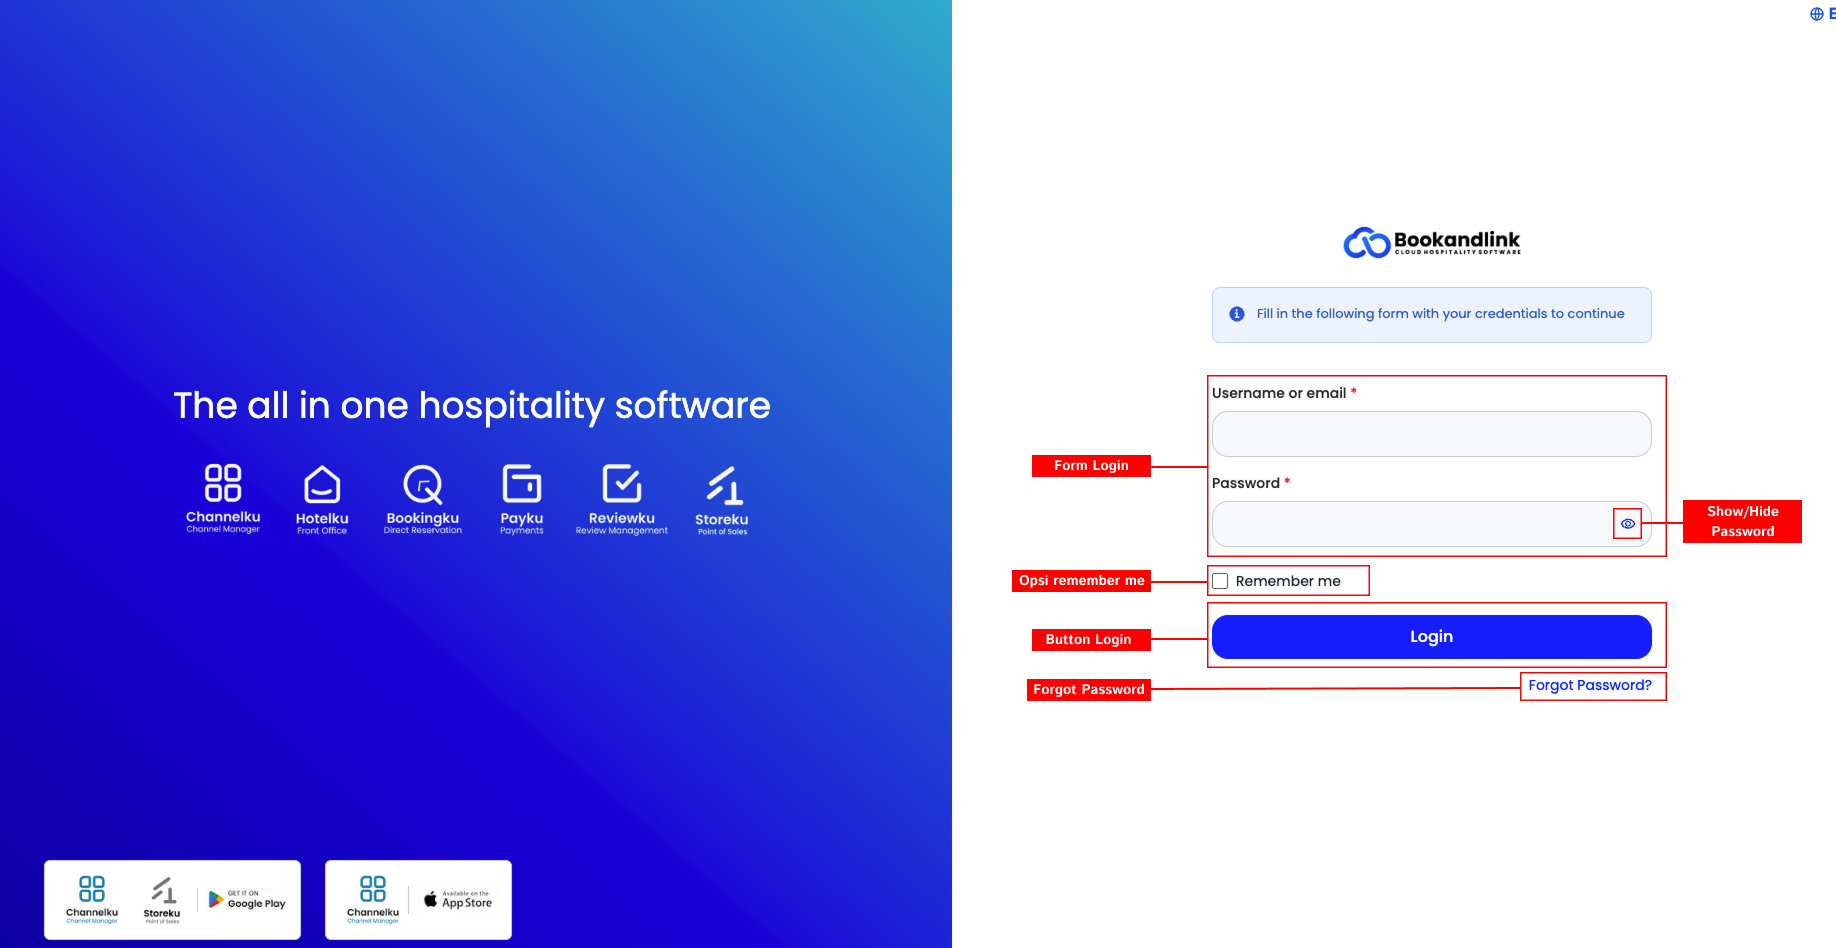 The all in one hospitality software
Channelku
Channel Manager
Hotelku
Front Office
Bookingku
Direct Reservation
Payku
Payments
Reviewku
Review Management
Storeku
Point of Sales
Channelku
Channel Manager
Storeku
Point of Sales
GET IT ON
Google Play
Channelku
Channel Manager
Available on the
App Store
E
Bookandlink
CLOUD HOSPITALITY SOFTWARE
Fill in the following form with your credentials to continue
Username or email *
Form Login
Password *
Show/Hide
Password
Opsi remember me
Remember me
Button Login
Login
Forgot Password
Forgot Password?